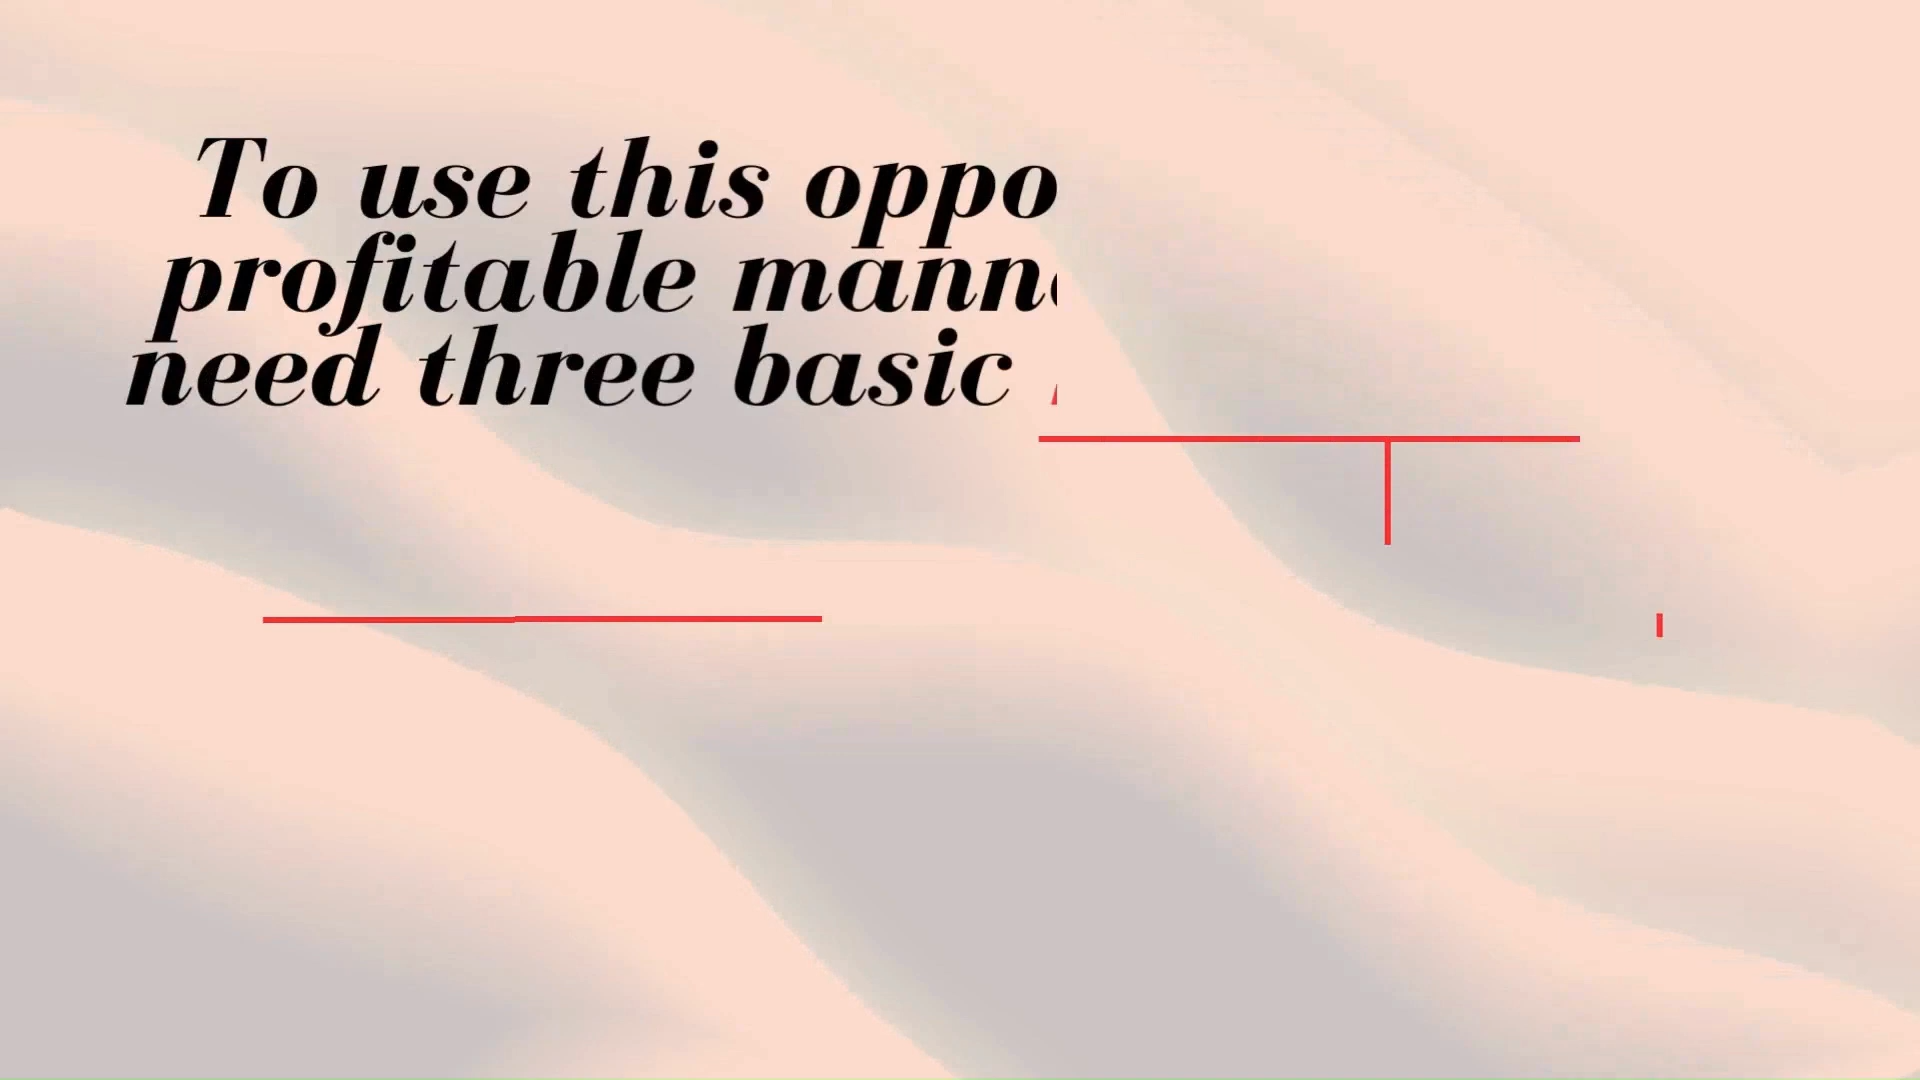 To use this oppo
profitable mann
need three basic